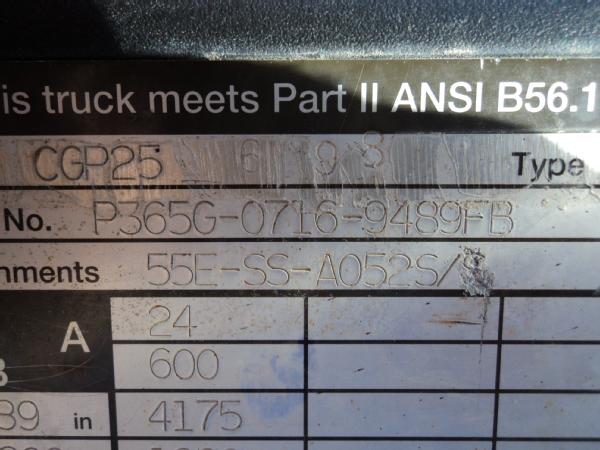 is truck meets Part II ANSI B56.1
CGP25 698 Type
No. P365G-0716-9489FB
nments 55E-SS-A052S/
A 24
B 600
89 in 4175